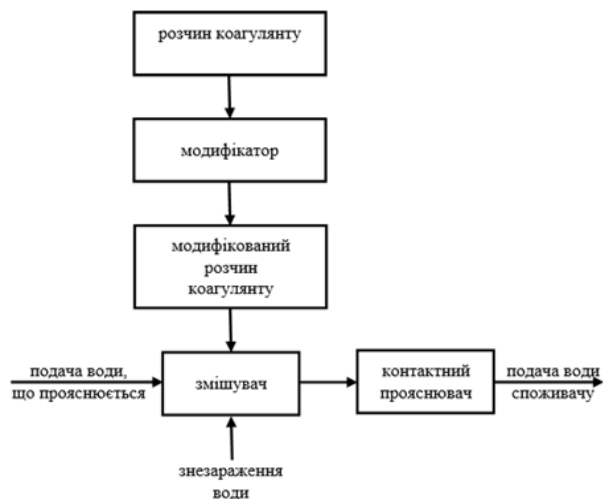 розчин коагулянту
модифікатор
модифікований
розчин
коагулянту
подача води,
що прояснюється
змішувач
контактний
прояснювач
подача води
споживачу
знезараження
води